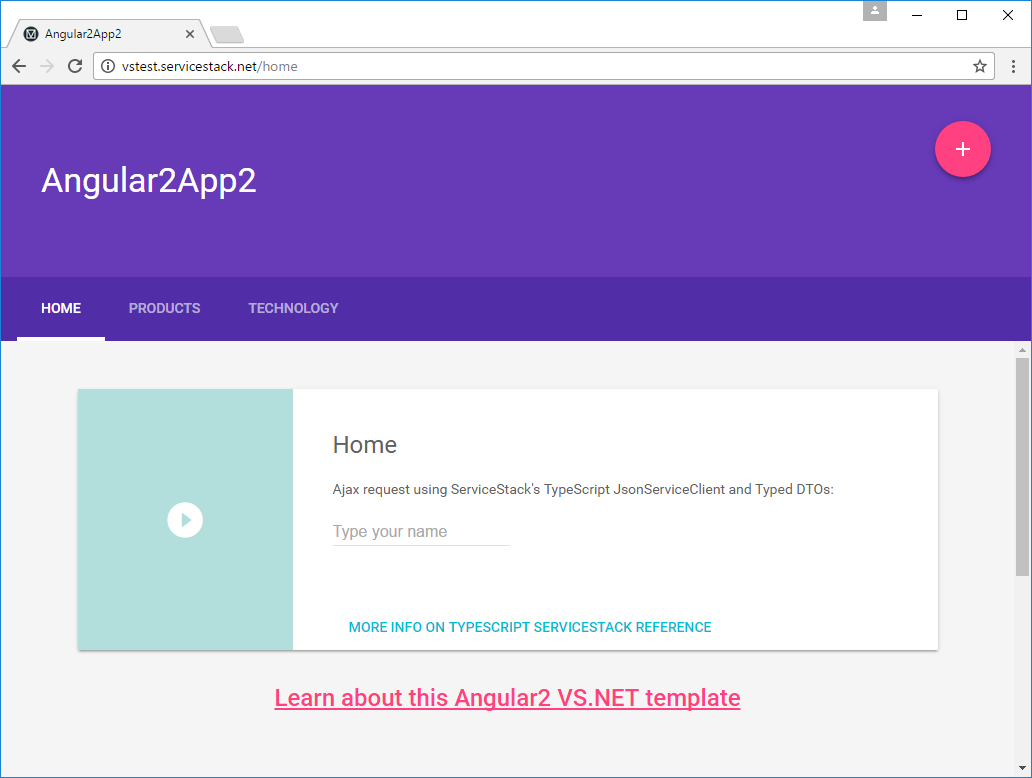 Angular2App2
vstest.servicestack.net/home
Angular2App2
HOME PRODUCTS TECHNOLOGY
Home
Ajax request using ServiceStack's TypeScript JsonServiceClient and Typed DTOs:
Type your name
MORE INFO ON TYPESCRIPT SERVICESTACK REFERENCE
Learn about this Angular2 VS.NET template